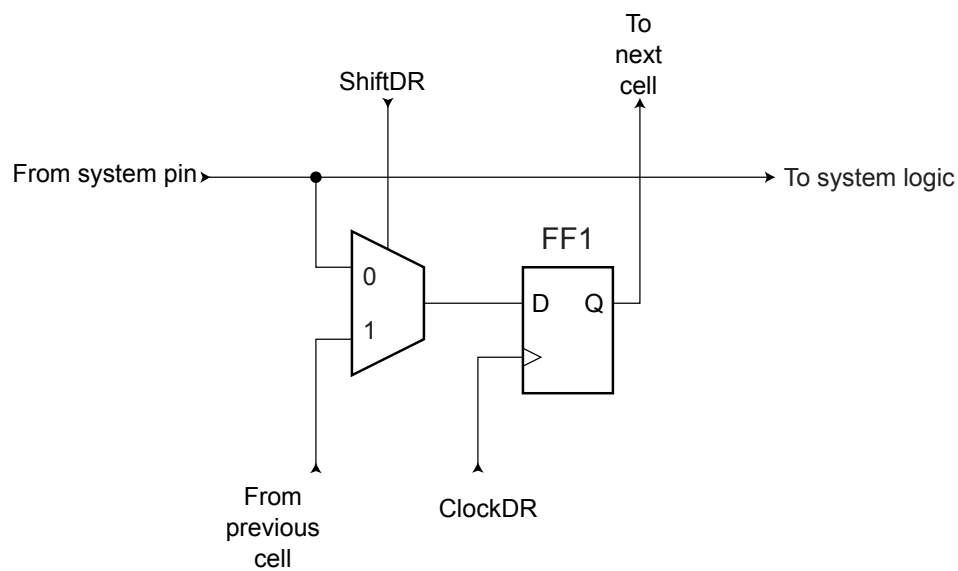 To
next
cell
ShiftDR
From system pin
To system logic
FF1
0
D Q
1
From
previous
cell
ClockDR